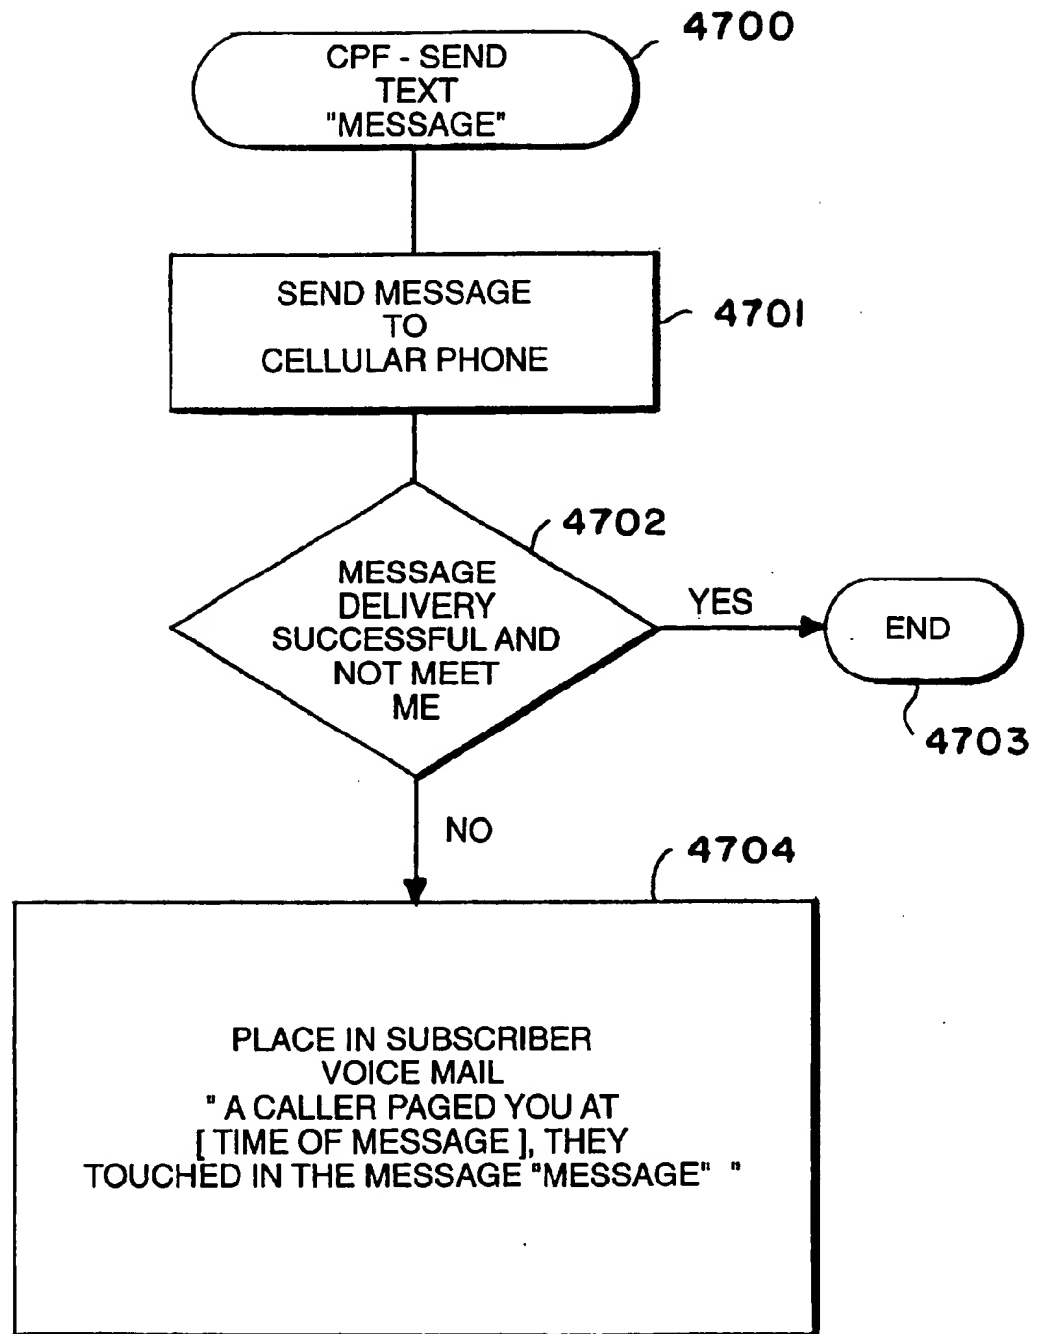 4700
CPF - SEND
TEXT
"MESSAGE"
SEND MESSAGE
TO
CELLULAR PHONE
4701
4702
MESSAGE
DELIVERY
SUCCESSFUL AND
NOT MEET
ME
YES
END
4703
NO
4704
PLACE IN SUBSCRIBER
VOICE MAIL
" A CALLER PAGED YOU AT
[ TIME OF MESSAGE ], THEY
TOUCHED IN THE MESSAGE "MESSAGE" "